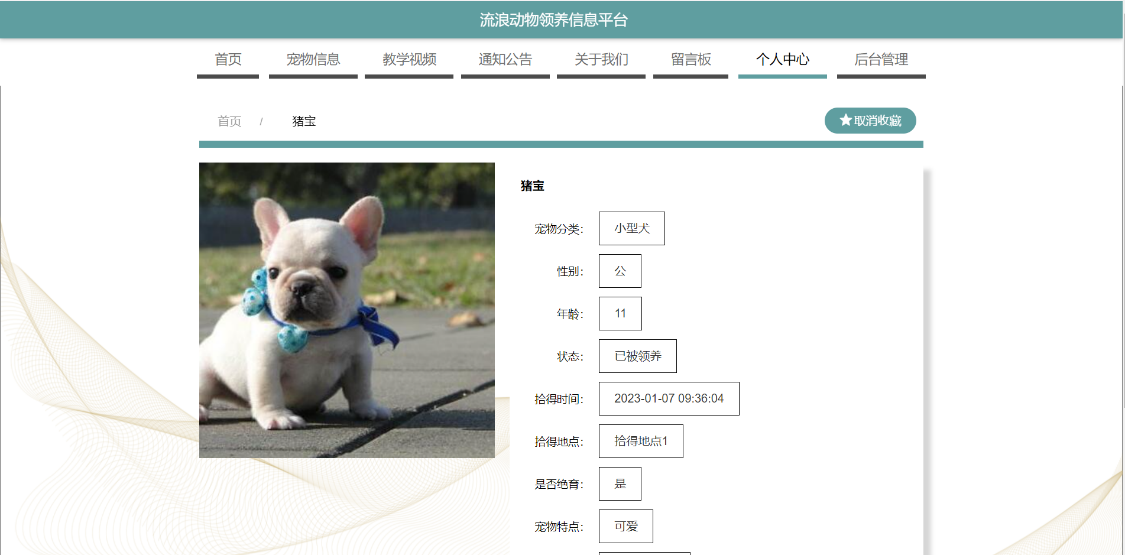 流浪动物领养信息平台
首页 宠物信息 教学视频 通知公告 关于我们 留言板 个人中心 后台管理
首页 / 猪宝 ★取消收藏
猪宝
宠物分类: 小型犬
性别: 公
年龄: 11
状态: 已被领养
拾得时间: 2023-01-07 09:36:04
拾得地点: 拾得地点1
是否绝育: 是
宠物特点: 可爱